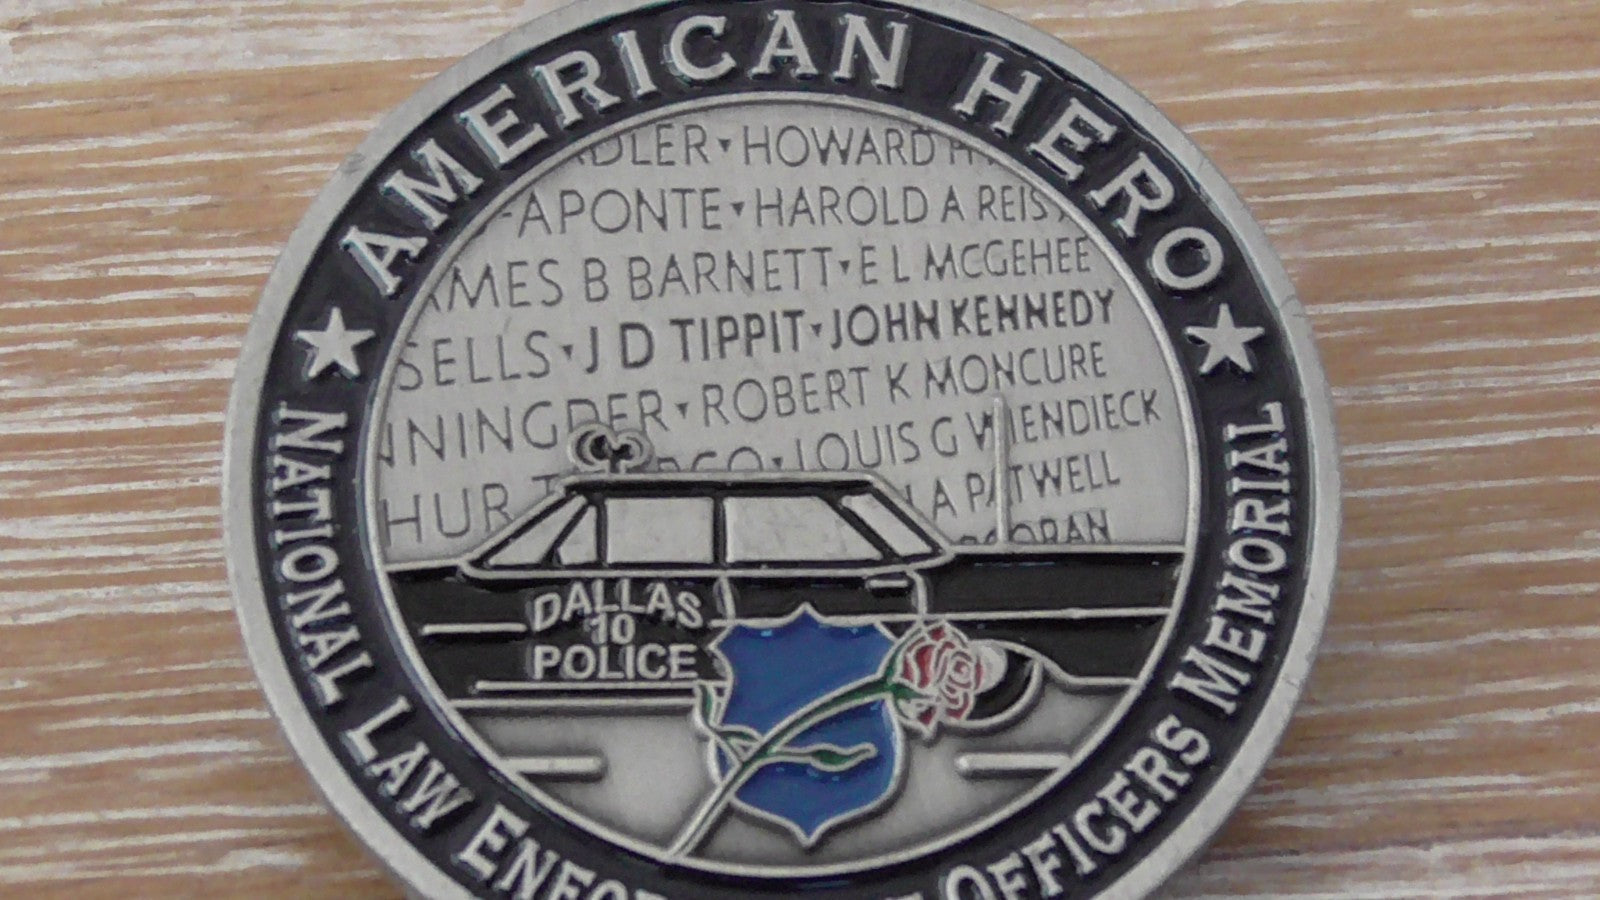 AMERICAN HERO
HOWARD
APONTE ▾ HAROLD A REIS
B BARNETT ▾ E L MCGEHEE
SELLS ▾ J D TIPPIT ▾ JOHN KENNEDY
ROBERT K MONCURE
LOUIS G WIENDIECK
A PATWELL
DALLAS
10
POLICE
NATIONAL LAW OFFICERS MEMORIAL